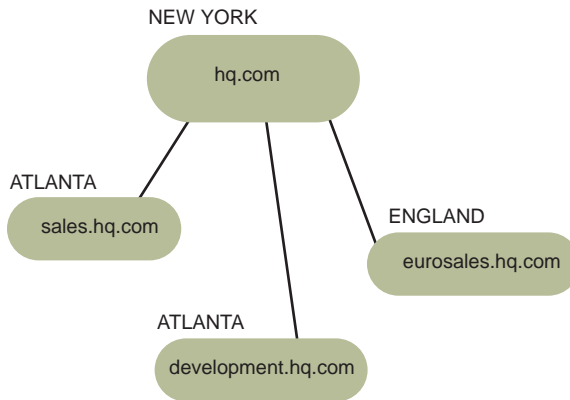 NEW YORK
hq.com
ATLANTA
sales.hq.com
ENGLAND
eurosales.hq.com
ATLANTA
development.hq.com